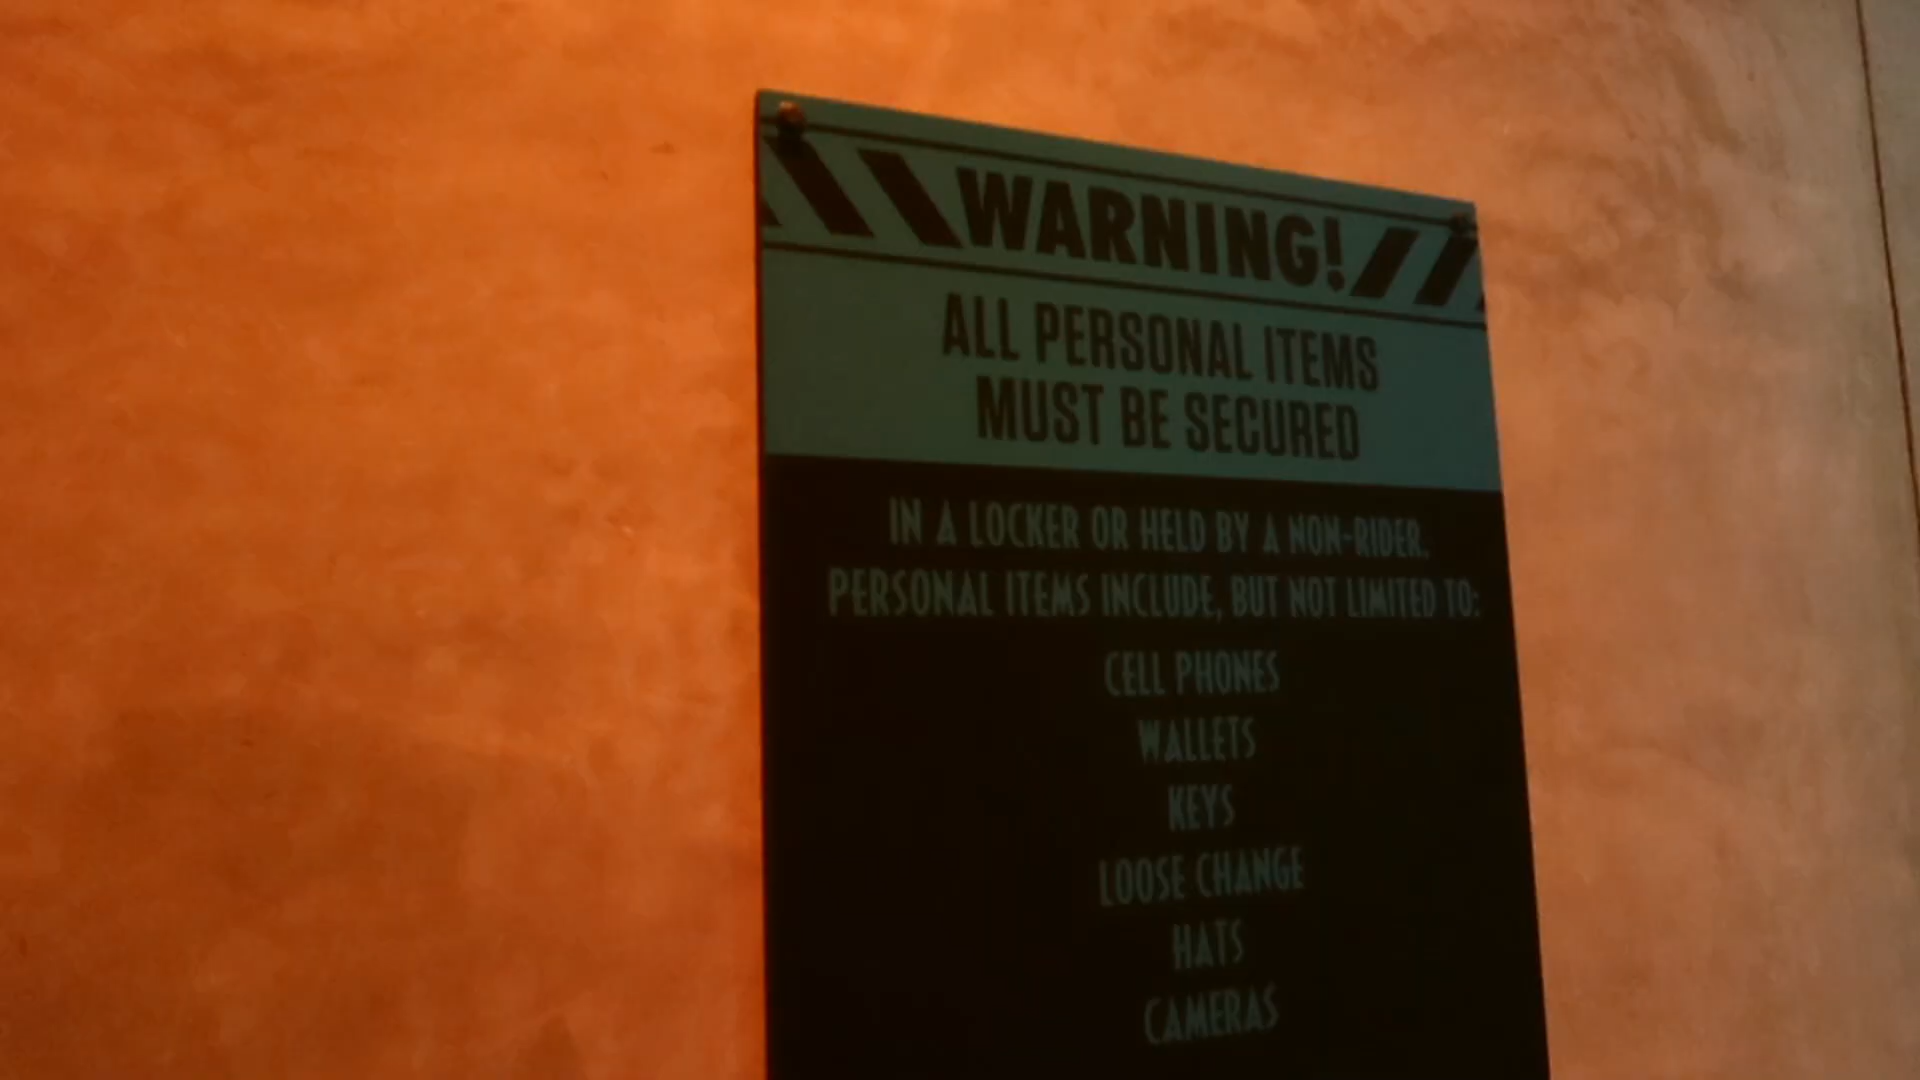 WARNING!
ALL PERSONAL ITEMS
MUST BE SECURED
IN A LOCKER OR HELD BY A NON-RIDER.
PERSONAL ITEMS INCLUDE, BUT NOT LIMITED TO:
CELL PHONES
WALLETS
KEYS
LOOSE CHANGE
HATS
CAMERAS